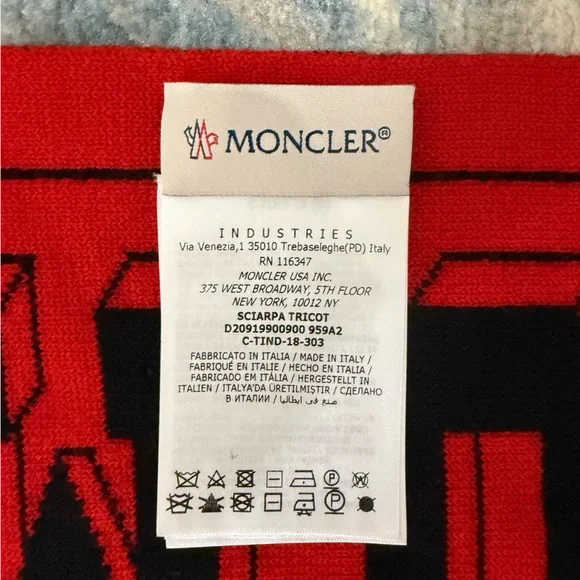 MONCLER®
INDUSTRIES
Via Venezia,1 35010 Trebaseleghe(PD) Italy
RN 116347
MONCLER USA INC.
375 WEST BROADWAY, 5TH FLOOR
NEW YORK, 10012 NY
SCIARPA TRICOT
D20919900900 959A2
C-TIND-18-303
FABBRICATO IN ITALIA / MADE IN ITALY /
FABRIQUÉ EN ITALIE / HECHO EN ITALIA /
FABRICADO EM ITÁLIA / HERGESTELLT IN
ITALIEN / ITALYA'DA ÜRETILMIŞTIR / СДЕЛАНО
В ИТАЛИИ / صنع في ايطاليا